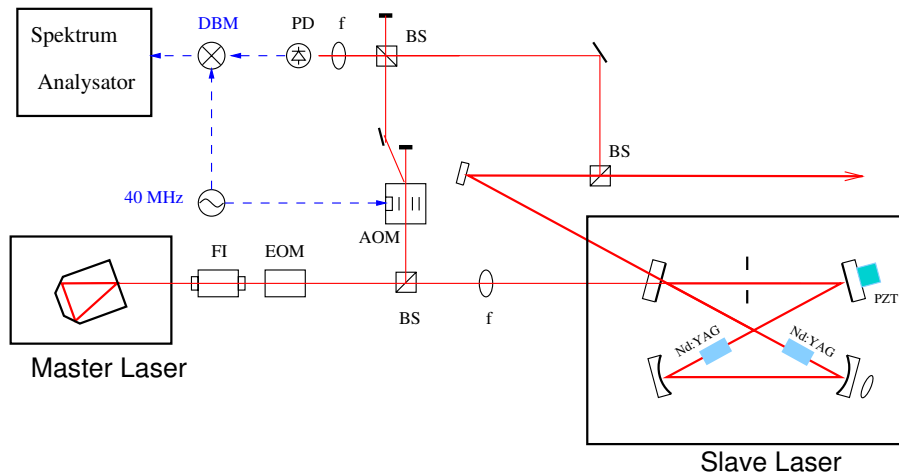 DBM
PD
f
BS
Spektrum
Analysator
BS
40 MHz
AOM
FI
EOM
BS
f
PZT
Nd:YAG
Nd:YAG
Master Laser
Slave Laser